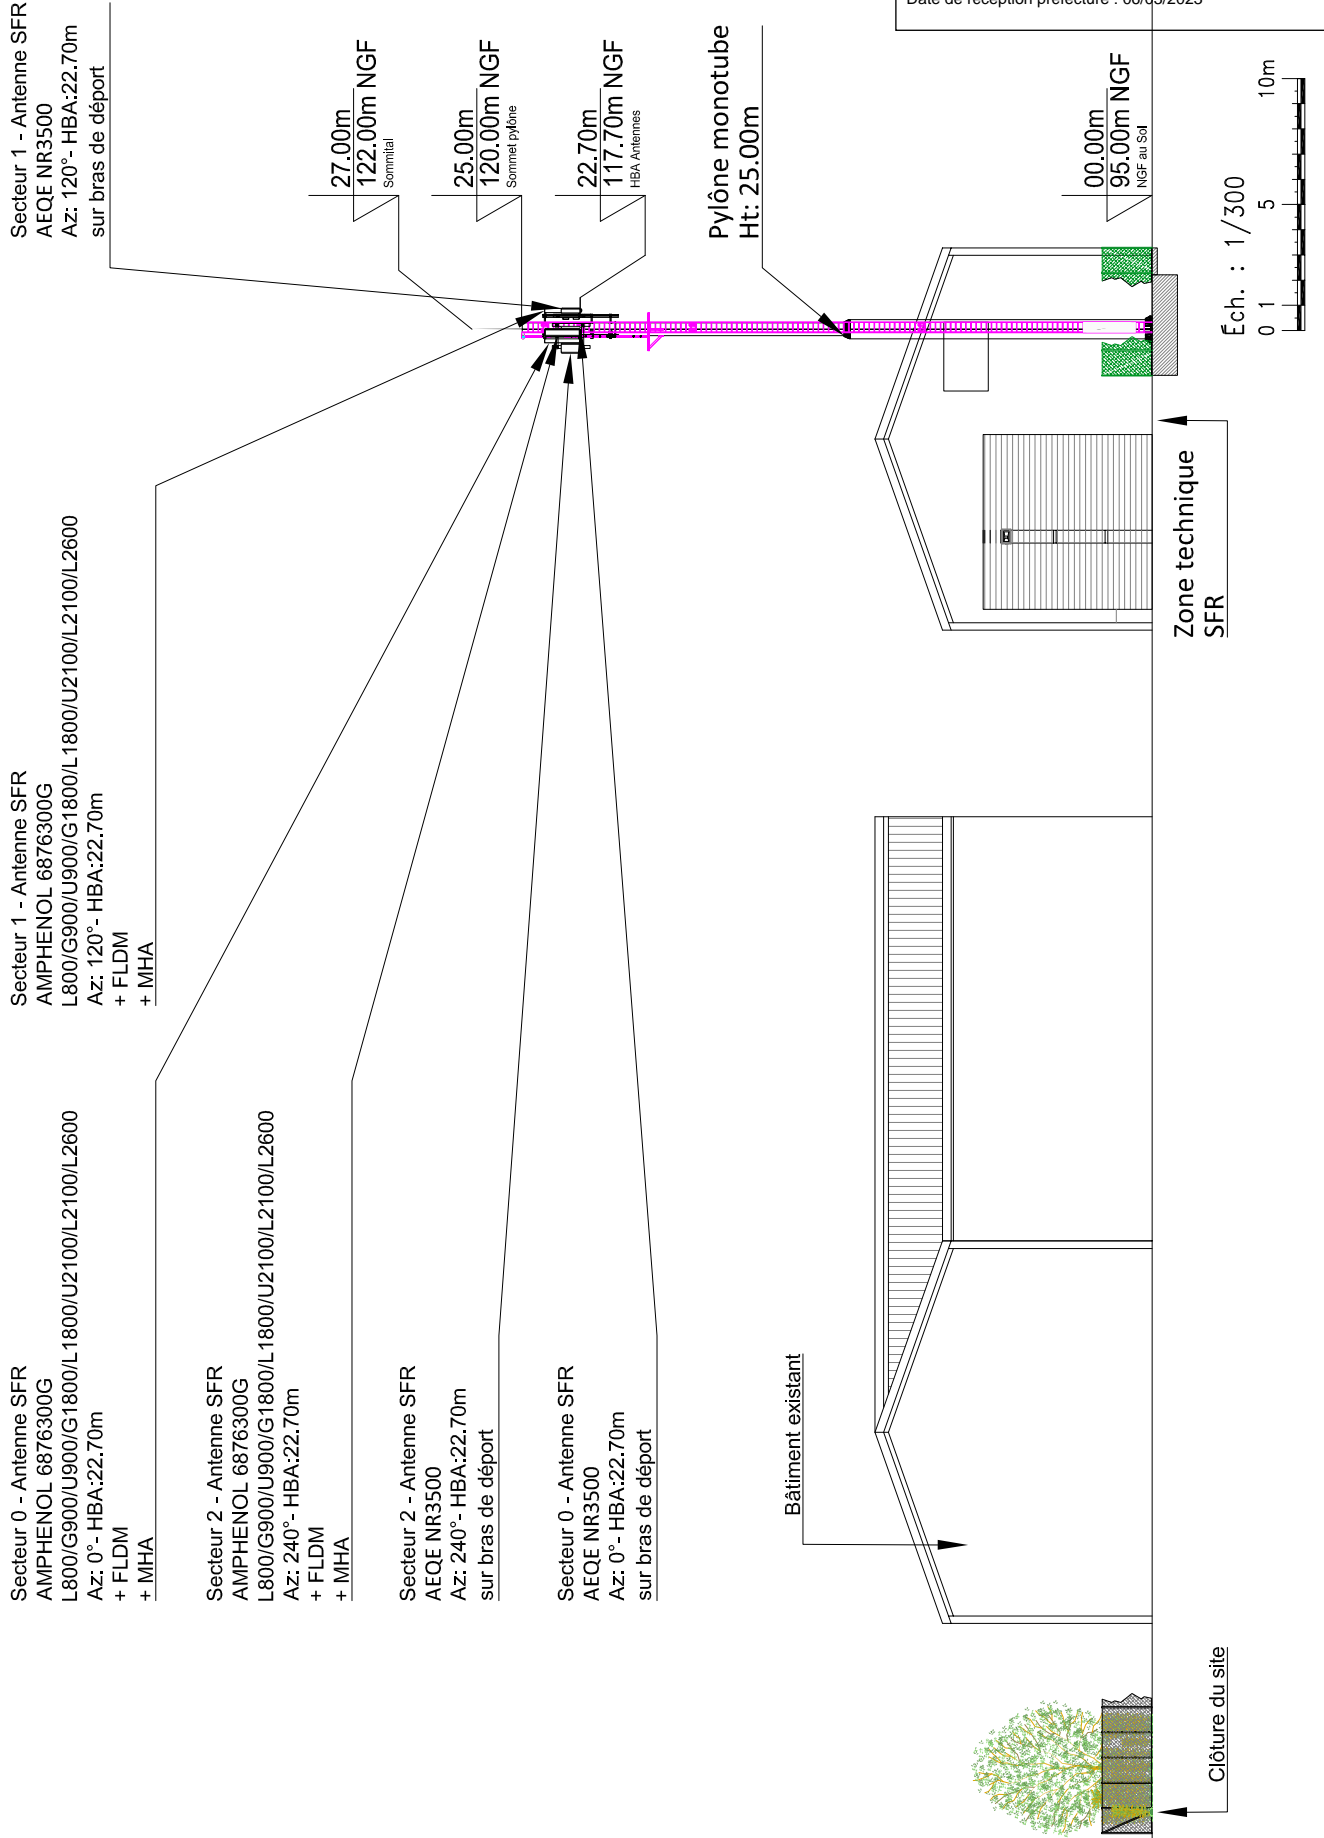 Secteur 0 - Antenne SFR
AMPHENOL 6876300G
L800/G900/U900/G1800/L1800/U2100/L2100/L2600
Az: 0°- HBA:22.70m
+ FLDM
+ MHA
Secteur 1 - Antenne SFR
AMPHENOL 6876300G
L800/G900/U900/G1800/L1800/U2100/L2100/L2600
Az: 120°- HBA:22.70m
+ FLDM
+ MHA
Secteur 1 - Antenne SFR
AEQE NR3500
Az: 120°- HBA:22.70m
sur bras de déport
Secteur 2 - Antenne SFR
AMPHENOL 6876300G
L800/G900/U900/G1800/L1800/U2100/L2100/L2600
Az: 240°- HBA:22.70m
+ FLDM
+ MHA
Secteur 2 - Antenne SFR
AEQE NR3500
Az: 240°- HBA:22.70m
sur bras de déport
Secteur 0 - Antenne SFR
AEQE NR3500
Az: 0°- HBA:22.70m
sur bras de déport
27.00m
122.00m NGF
Sommital
25.00m
120.00m NGF
Sommet pylône
22.70m
117.70m NGF
HBA Antennes
Pylône monotube
Ht: 25.00m
00.00m
95.00m NGF
NGF au Sol
Bâtiment existant
Zone technique
SFR
Clôture du site
Éch. : 1/300
0 1 5 10m
Date de réception préfecture : 06/03/2023